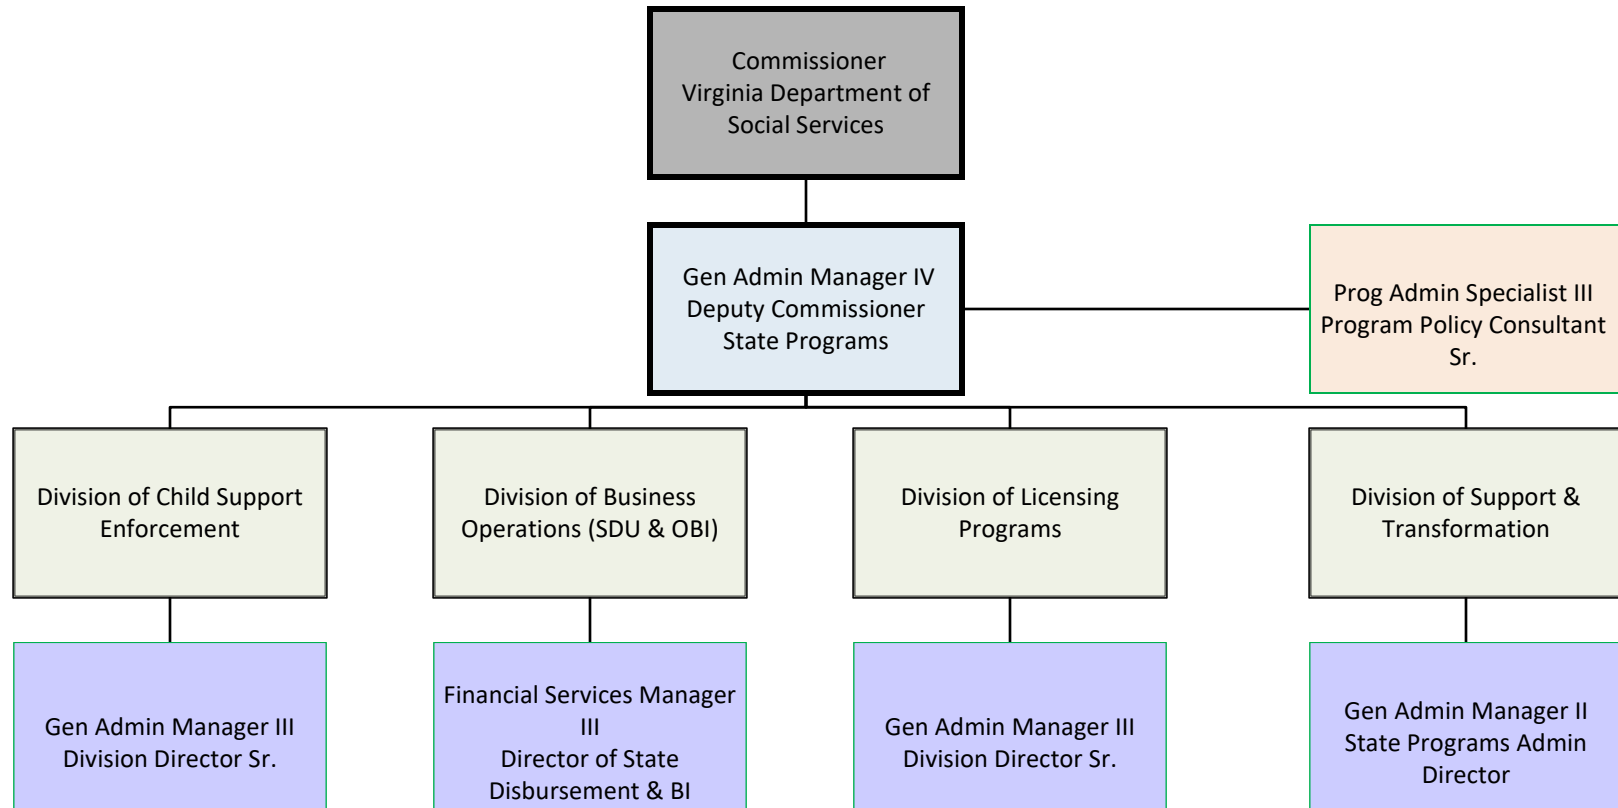 Commissioner
Virginia Department of
Social Services
Gen Admin Manager IV
Deputy Commissioner
State Programs
Prog Admin Specialist III
Program Policy Consultant
Sr.
Division of Child Support
Enforcement
Division of Business
Operations (SDU & OBI)
Division of Licensing
Programs
Division of Support &
Transformation
Gen Admin Manager III
Division Director Sr.
Financial Services Manager
III
Director of State
Disbursement & BI
Gen Admin Manager III
Division Director Sr.
Gen Admin Manager II
State Programs Admin
Director